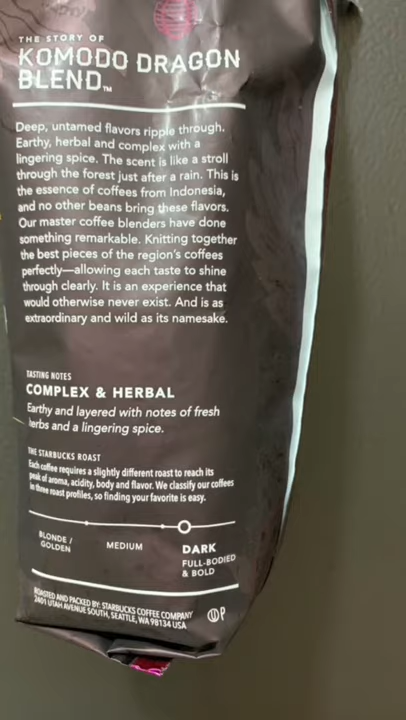 THE STORY OF
KOMODO DRAGON
BLEND™
Deep, untamed flavors ripple through.
Earthy, herbal and complex with a
lingering spice. The scent is like a stroll
through the forest just after a rain. This is
the essence of coffees from Indonesia,
and no other beans bring these flavors.
Our master coffee blenders have done
something remarkable. Knitting together
the best pieces of the region's coffees
perfectly—allowing each taste to shine
through clearly. It is an experience that
would otherwise never exist. And is as
extraordinary and wild as its namesake.
TASTING NOTES
COMPLEX & HERBAL
Earthy and layered with notes of fresh
herbs and a lingering spice.
THE STARBUCKS ROAST
Each coffee requires a slightly different roast to reach its
peak of aroma, acidity, body and flavor. We classify our coffees
in three roast profiles, so finding your favorite is easy.
BLONDE /
GOLDEN
MEDIUM
DARK
FULL-BODIED
& BOLD
ROASTED AND PACKED BY: STARBUCKS COFFEE COMPANY
2401 UTAH AVENUE SOUTH, SEATTLE, WA 98134 USA
U P